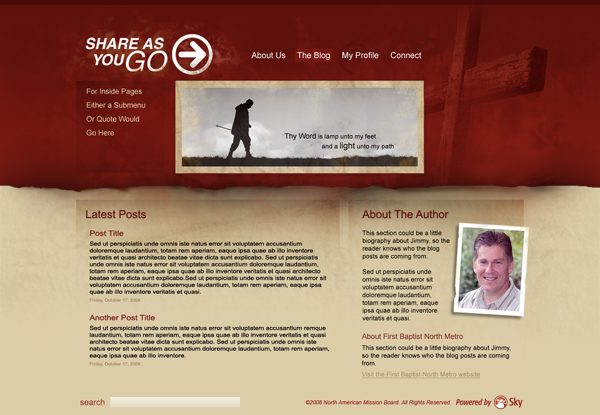 SHARE AS
YOU GO
About Us The Blog My Profile Connect
For Inside Pages
Either a Submenu
Or Quote Would
Go Here
Thy Word is lamp unto my feet
and a light unto my path
Latest Posts
Post Title
Sed ut perspiciatis unde omnis iste natus error sit voluptatem accusantium
doloremque laudantium, totam rem aperiam, eaque ipsa quae ab illo inventore
veritatis et quasi architecto beatae vitae dicta sunt explicabo. Sed ut perspiciatis
unde omnis iste natus error sit voluptatem accusantium doloremque laudantium,
totam rem aperiam, eaque ipsa quae ab illo inventore veritatis et quasi architecto
beatae vitae dicta sunt explicabo.Sed ut perspiciatis unde omnis iste natus error
sit voluptatem accusantium doloremque laudantium, totam rem aperiam, eaque ipsa
quae ab illo inventore veritatis et quasi.
Friday, October 17, 2008
Another Post Title
Sed ut perspiciatis unde omnis iste natus error sit voluptatem accusantium remque
laudantium, totam rem aperiam, eaque ipsa quae ab illo inventore veritatis et quasi
architecto beatae vitae dicta sunt explicabo. Sed ut perspiciatis unde omnis iste
natus error sit voluptatem accusantium doloremque laudantium, totam rem aperiam,
eaque ipsa quae ab illo inventore.
Friday, October 17, 2008
About The Author
This section could be a little
biography about Jimmy, so the
reader knows who the blog
posts are coming from.
Sed ut perspiciatis unde
omnis iste natus error sit
voluptatem accusantium
doloremque laudantium,
totam rem aperiam, eaque
ipsa quae ab illo inventore
veritatis et quasi.
About First Baptist North Metro
This section could be a little biography about Jimmy,
so the reader knows who the blog posts are coming
from.
Visit the First Baptist North Metro website
search
©2008 North American Mission Board. All Rights Reserved. Powered by Sky